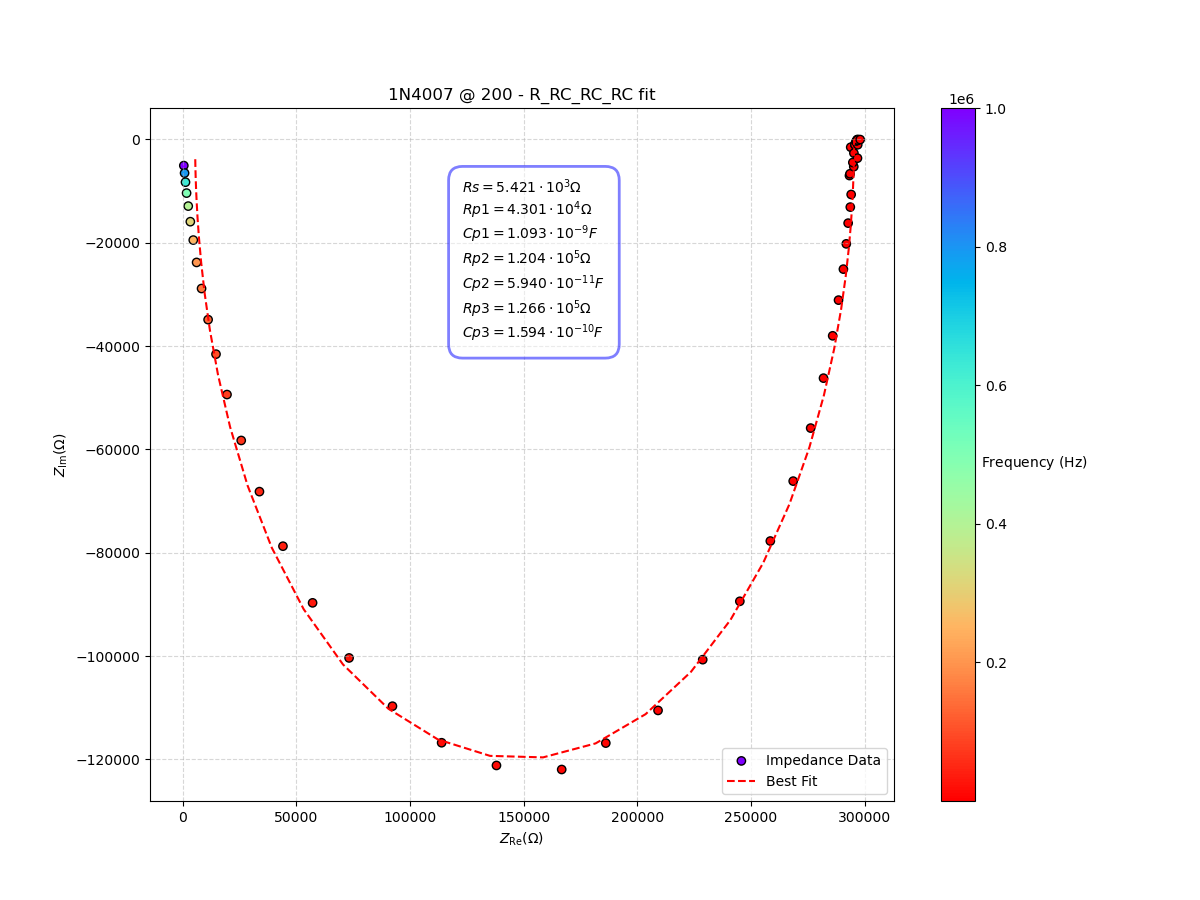 1N4007 @ 200 - R_RC_RC_RC fit
1e6
1.0
0.8
0.6
0.4
0.2
Frequency (Hz)
0
−20000
−40000
−60000
−80000
−100000
−120000
Z_Im(Ω)
Rs = 5.421 · 10³Ω
Rp1 = 4.301 · 10⁴Ω
Cp1 = 1.093 · 10⁻⁹F
Rp2 = 1.204 · 10⁵Ω
Cp2 = 5.940 · 10⁻¹¹F
Rp3 = 1.266 · 10⁵Ω
Cp3 = 1.594 · 10⁻¹⁰F
Impedance Data
Best Fit
0 50000 100000 150000 200000 250000 300000
Z_Re(Ω)